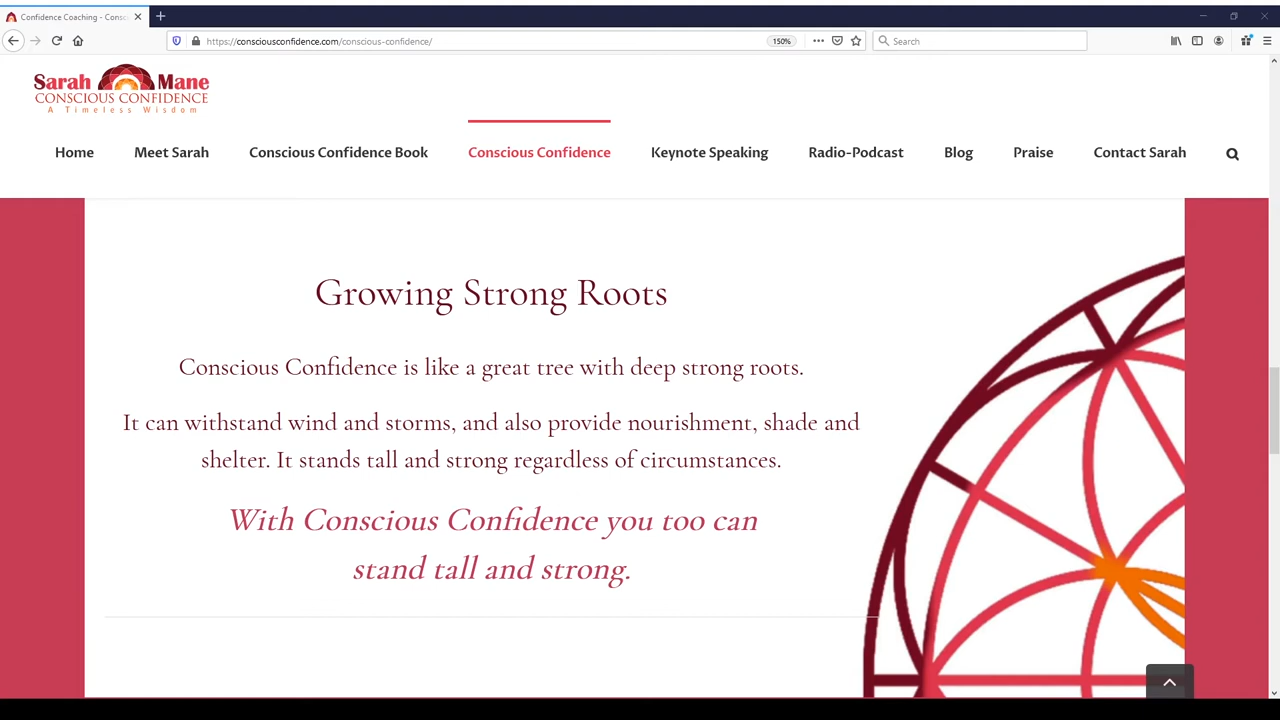 Confidence Coaching - Consc
https://consciousconfidence.com/conscious-confidence/
150%
Search
Sarah Mane
CONSCIOUS CONFIDENCE
A Timeless Wisdom
Home
Meet Sarah
Conscious Confidence Book
Conscious Confidence
Keynote Speaking
Radio-Podcast
Blog
Praise
Contact Sarah
Growing Strong Roots
Conscious Confidence is like a great tree with deep strong roots.
It can withstand wind and storms, and also provide nourishment, shade and
shelter. It stands tall and strong regardless of circumstances.
With Conscious Confidence you too can
stand tall and strong.